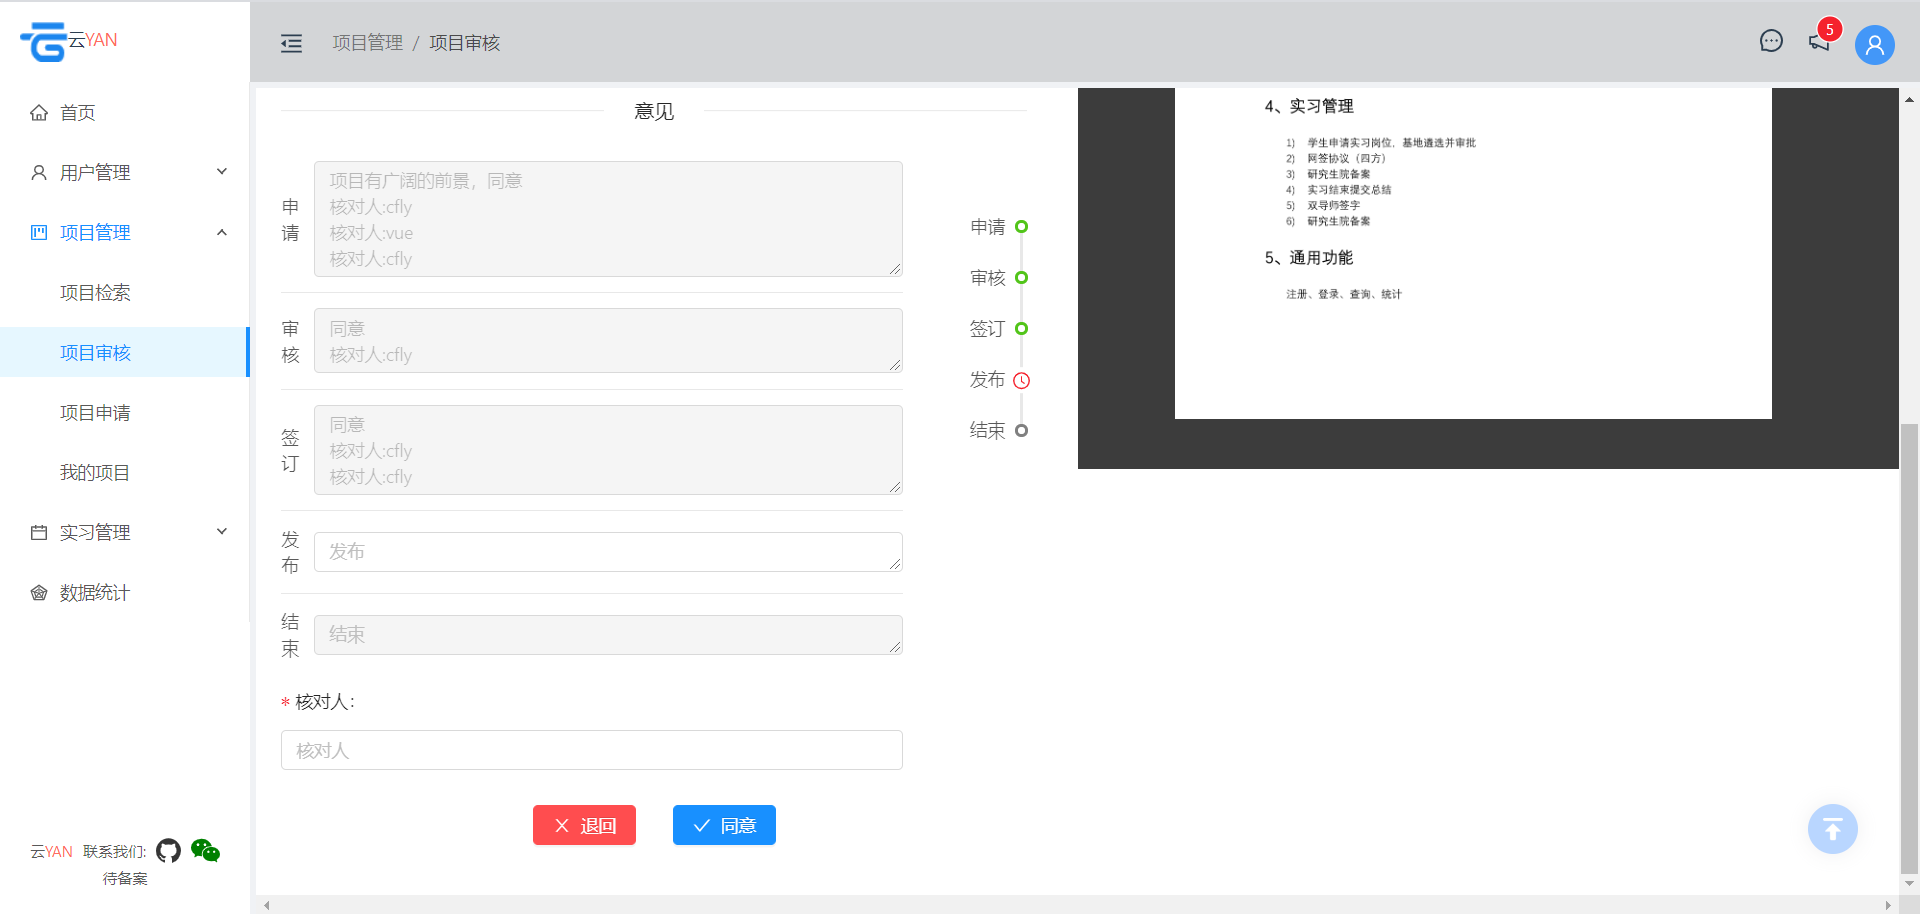 云YAN
项目管理 / 项目审核
5
首页
用户管理
项目管理
项目检索
项目审核
项目申请
我的项目
实习管理
数据统计
云YAN 联系我们:
待备案
意见
申请
项目有广阔的前景，同意
核对人:cfly
核对人:vue
核对人:cfly
审核
同意
核对人:cfly
签订
同意
核对人:cfly
核对人:cfly
发布
发布
结束
结束
* 核对人:
核对人
退回
同意
申请
审核
签订
发布
结束
4、实习管理
1) 学生申请实习岗位，基地遴选并审批
2) 网签协议（四方）
3) 研究生院备案
4) 实习结束提交总结
5) 双导师签字
6) 研究生院备案
5、通用功能
注册、登录、查询、统计